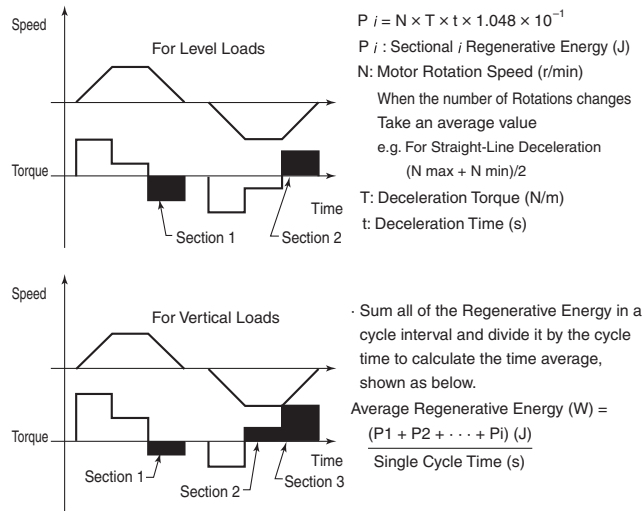 Speed
For Level Loads
Torque
Time
Section 1
Section 2
P i = N × T × t × 1.048 × 10⁻¹
P i : Sectional i Regenerative Energy (J)
N: Motor Rotation Speed (r/min)
When the number of Rotations changes
Take an average value
e.g. For Straight-Line Deceleration
(N max + N min)/2
T: Deceleration Torque (N/m)
t: Deceleration Time (s)
Speed
For Vertical Loads
Torque
Time
Section 1
Section 2
Section 3
· Sum all of the Regenerative Energy in a
cycle interval and divide it by the cycle
time to calculate the time average,
shown as below.
Average Regenerative Energy (W) =
(P1 + P2 + · · · + Pi) (J)
Single Cycle Time (s)